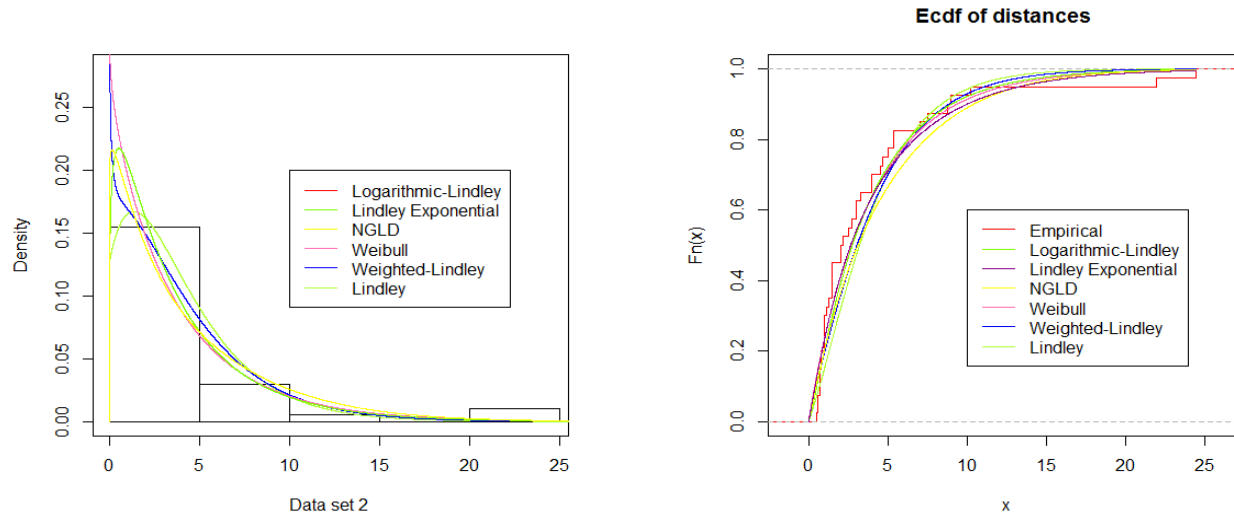 Density
0.00 0.05 0.10 0.15 0.20 0.25
Logarithmic-Lindley
Lindley Exponential
NGLD
Weibull
Weighted-Lindley
Lindley
0 5 10 15 20 25
Data set 2
Ecdf of distances
Fn(x)
0.0 0.2 0.4 0.6 0.8 1.0
Empirical
Logarithmic-Lindley
Lindley Exponential
NGLD
Weibull
Weighted-Lindley
Lindley
0 5 10 15 20 25
x